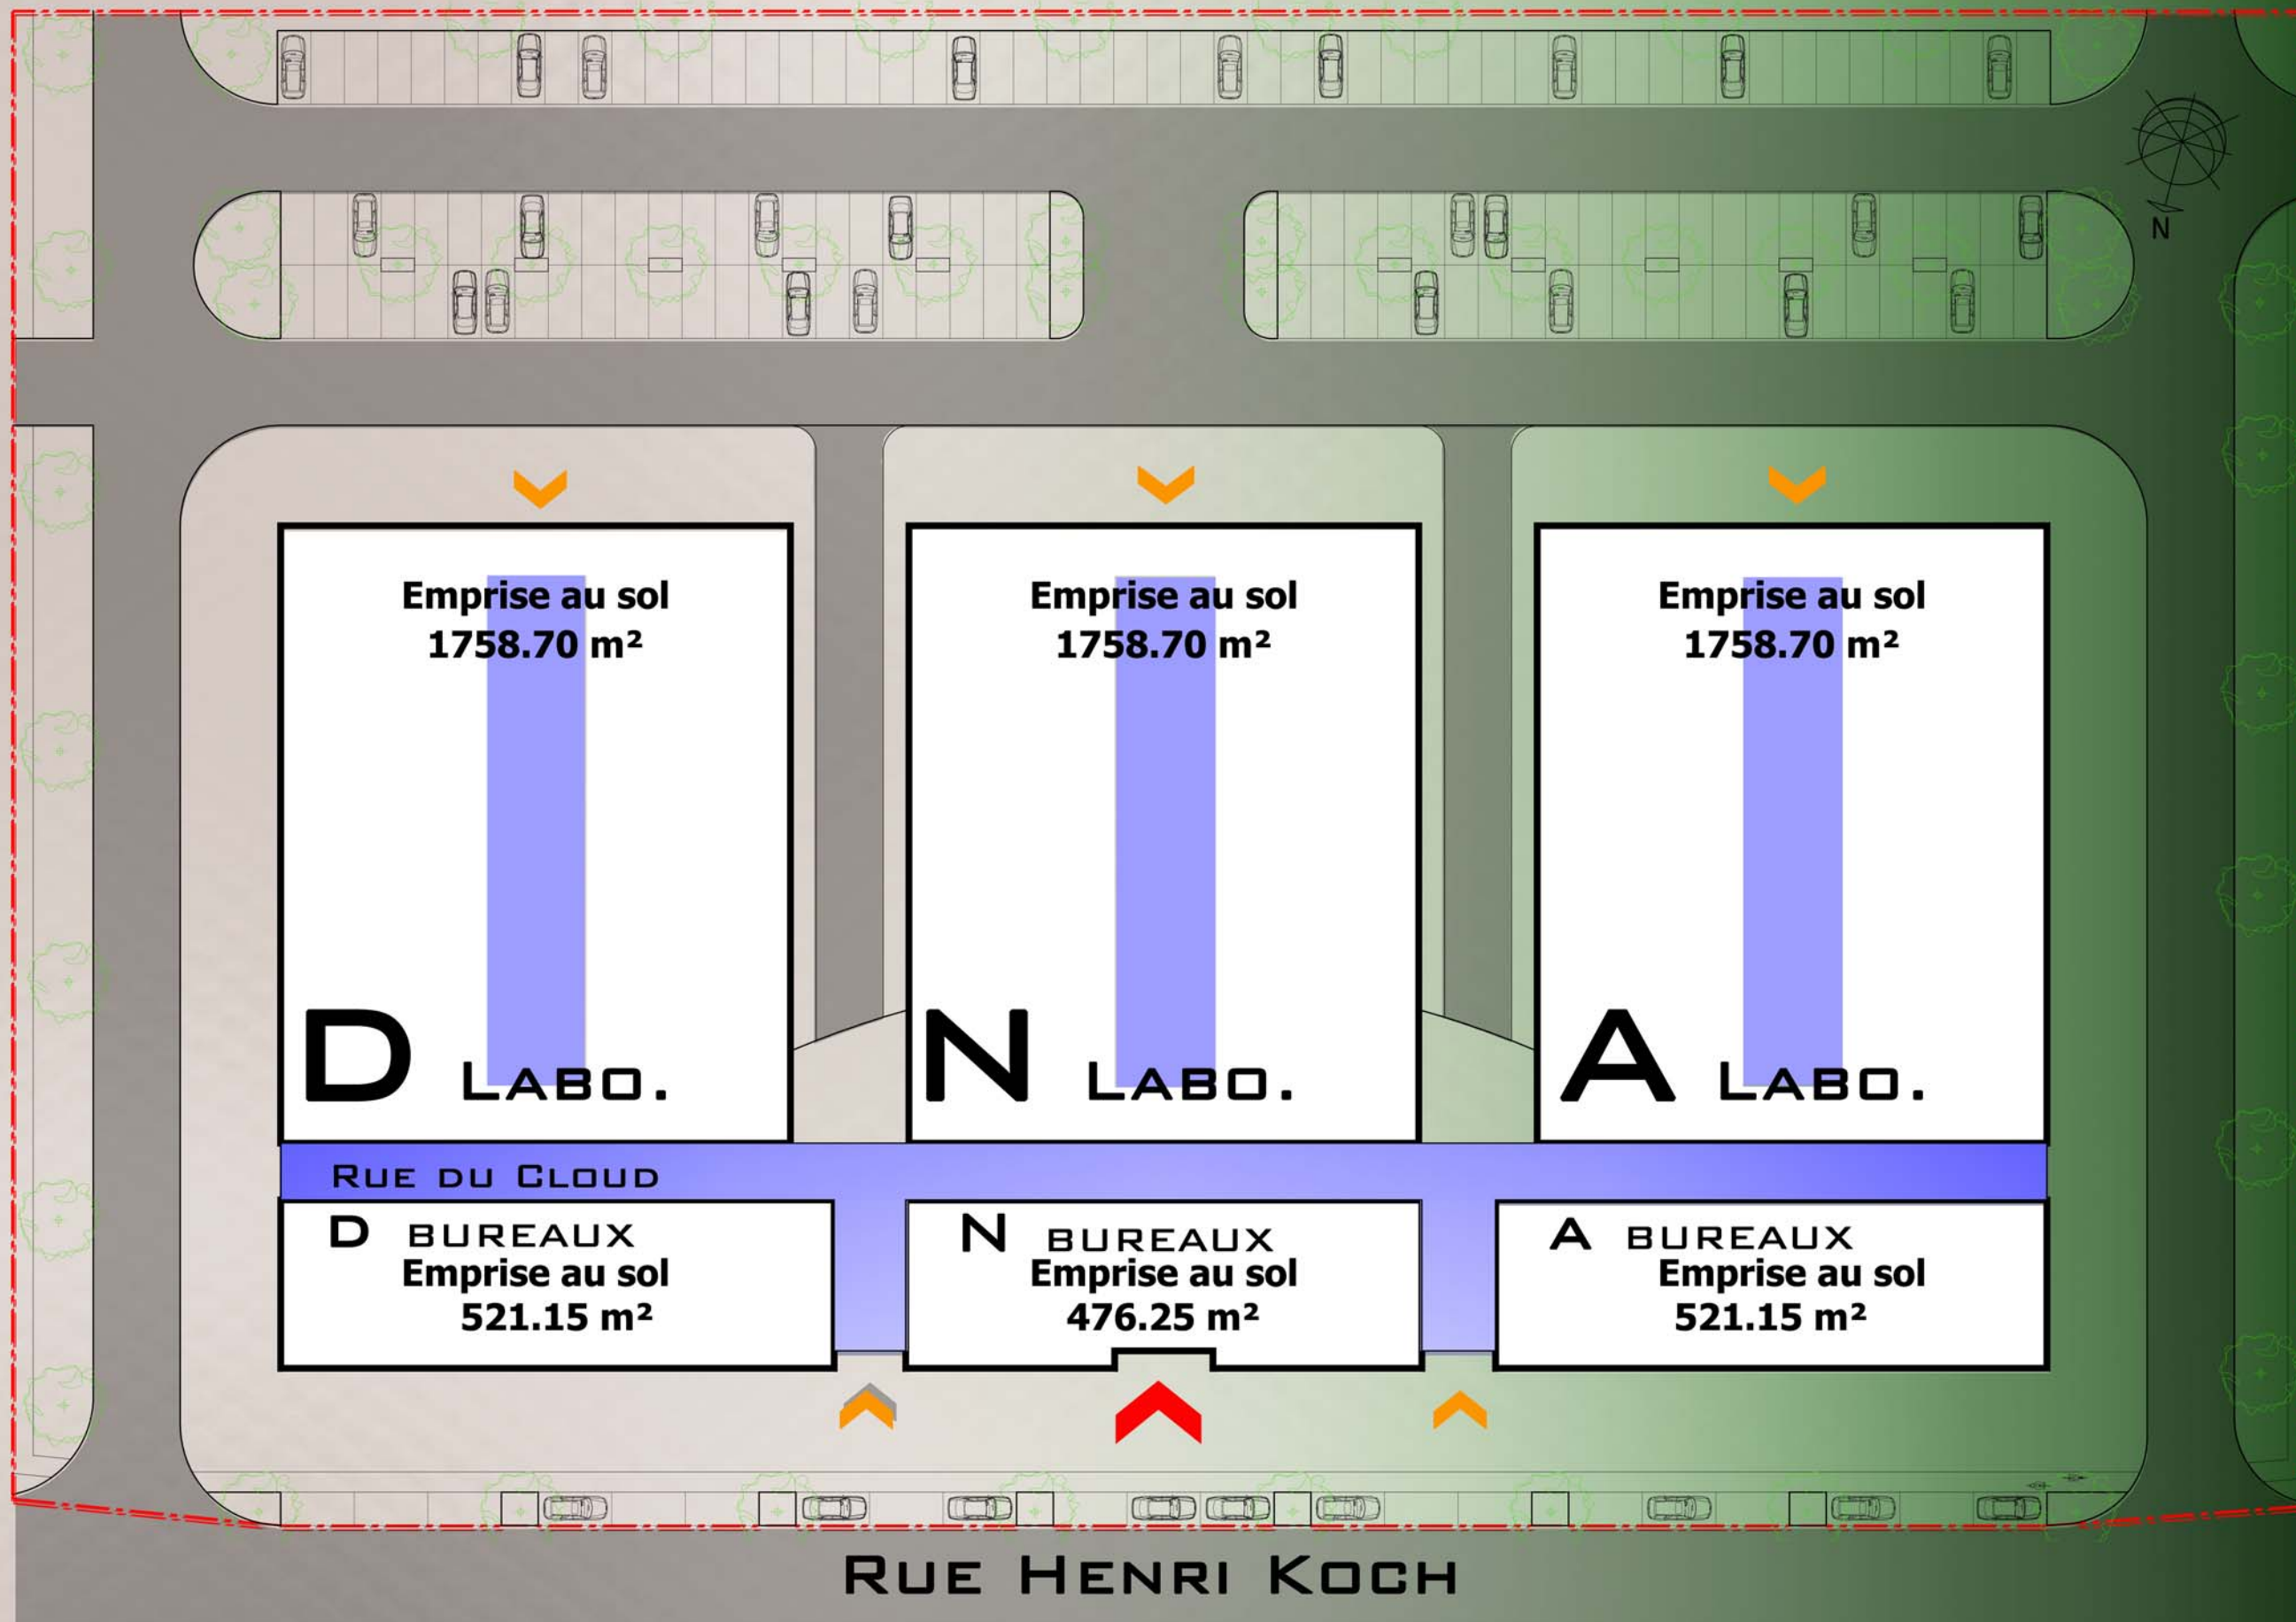 N
Emprise au sol
1758.70 m²
Emprise au sol
1758.70 m²
Emprise au sol
1758.70 m²
D LABO.
N LABO.
A LABO.
RUE DU CLOUD
D BUREAUX
Emprise au sol
521.15 m²
N BUREAUX
Emprise au sol
476.25 m²
A BUREAUX
Emprise au sol
521.15 m²
RUE HENRI KOCH